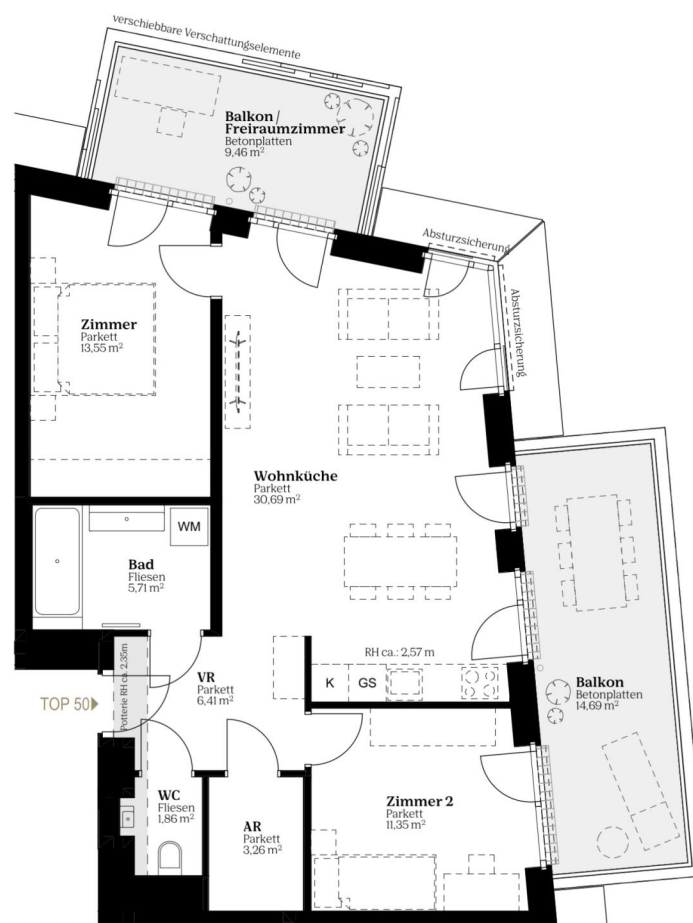 verschiebbare Verschattungselemente
Balkon /
Freiraumzimmer
Betonplatten
9,46 m²
Absturzsicherung
Absturzsicherung
Zimmer
Parkett
13,55 m²
Wohnküche
Parkett
30,69 m²
WM
Bad
Fliesen
5,71 m²
RH ca.: 2,57 m
K
GS
Potterie RH ca. 2,35m
VR
Parkett
6,41 m²
TOP 50
Balkon
Betonplatten
14,69 m²
WC
Fliesen
1,86 m²
AR
Parkett
3,26 m²
Zimmer 2
Parkett
11,35 m²